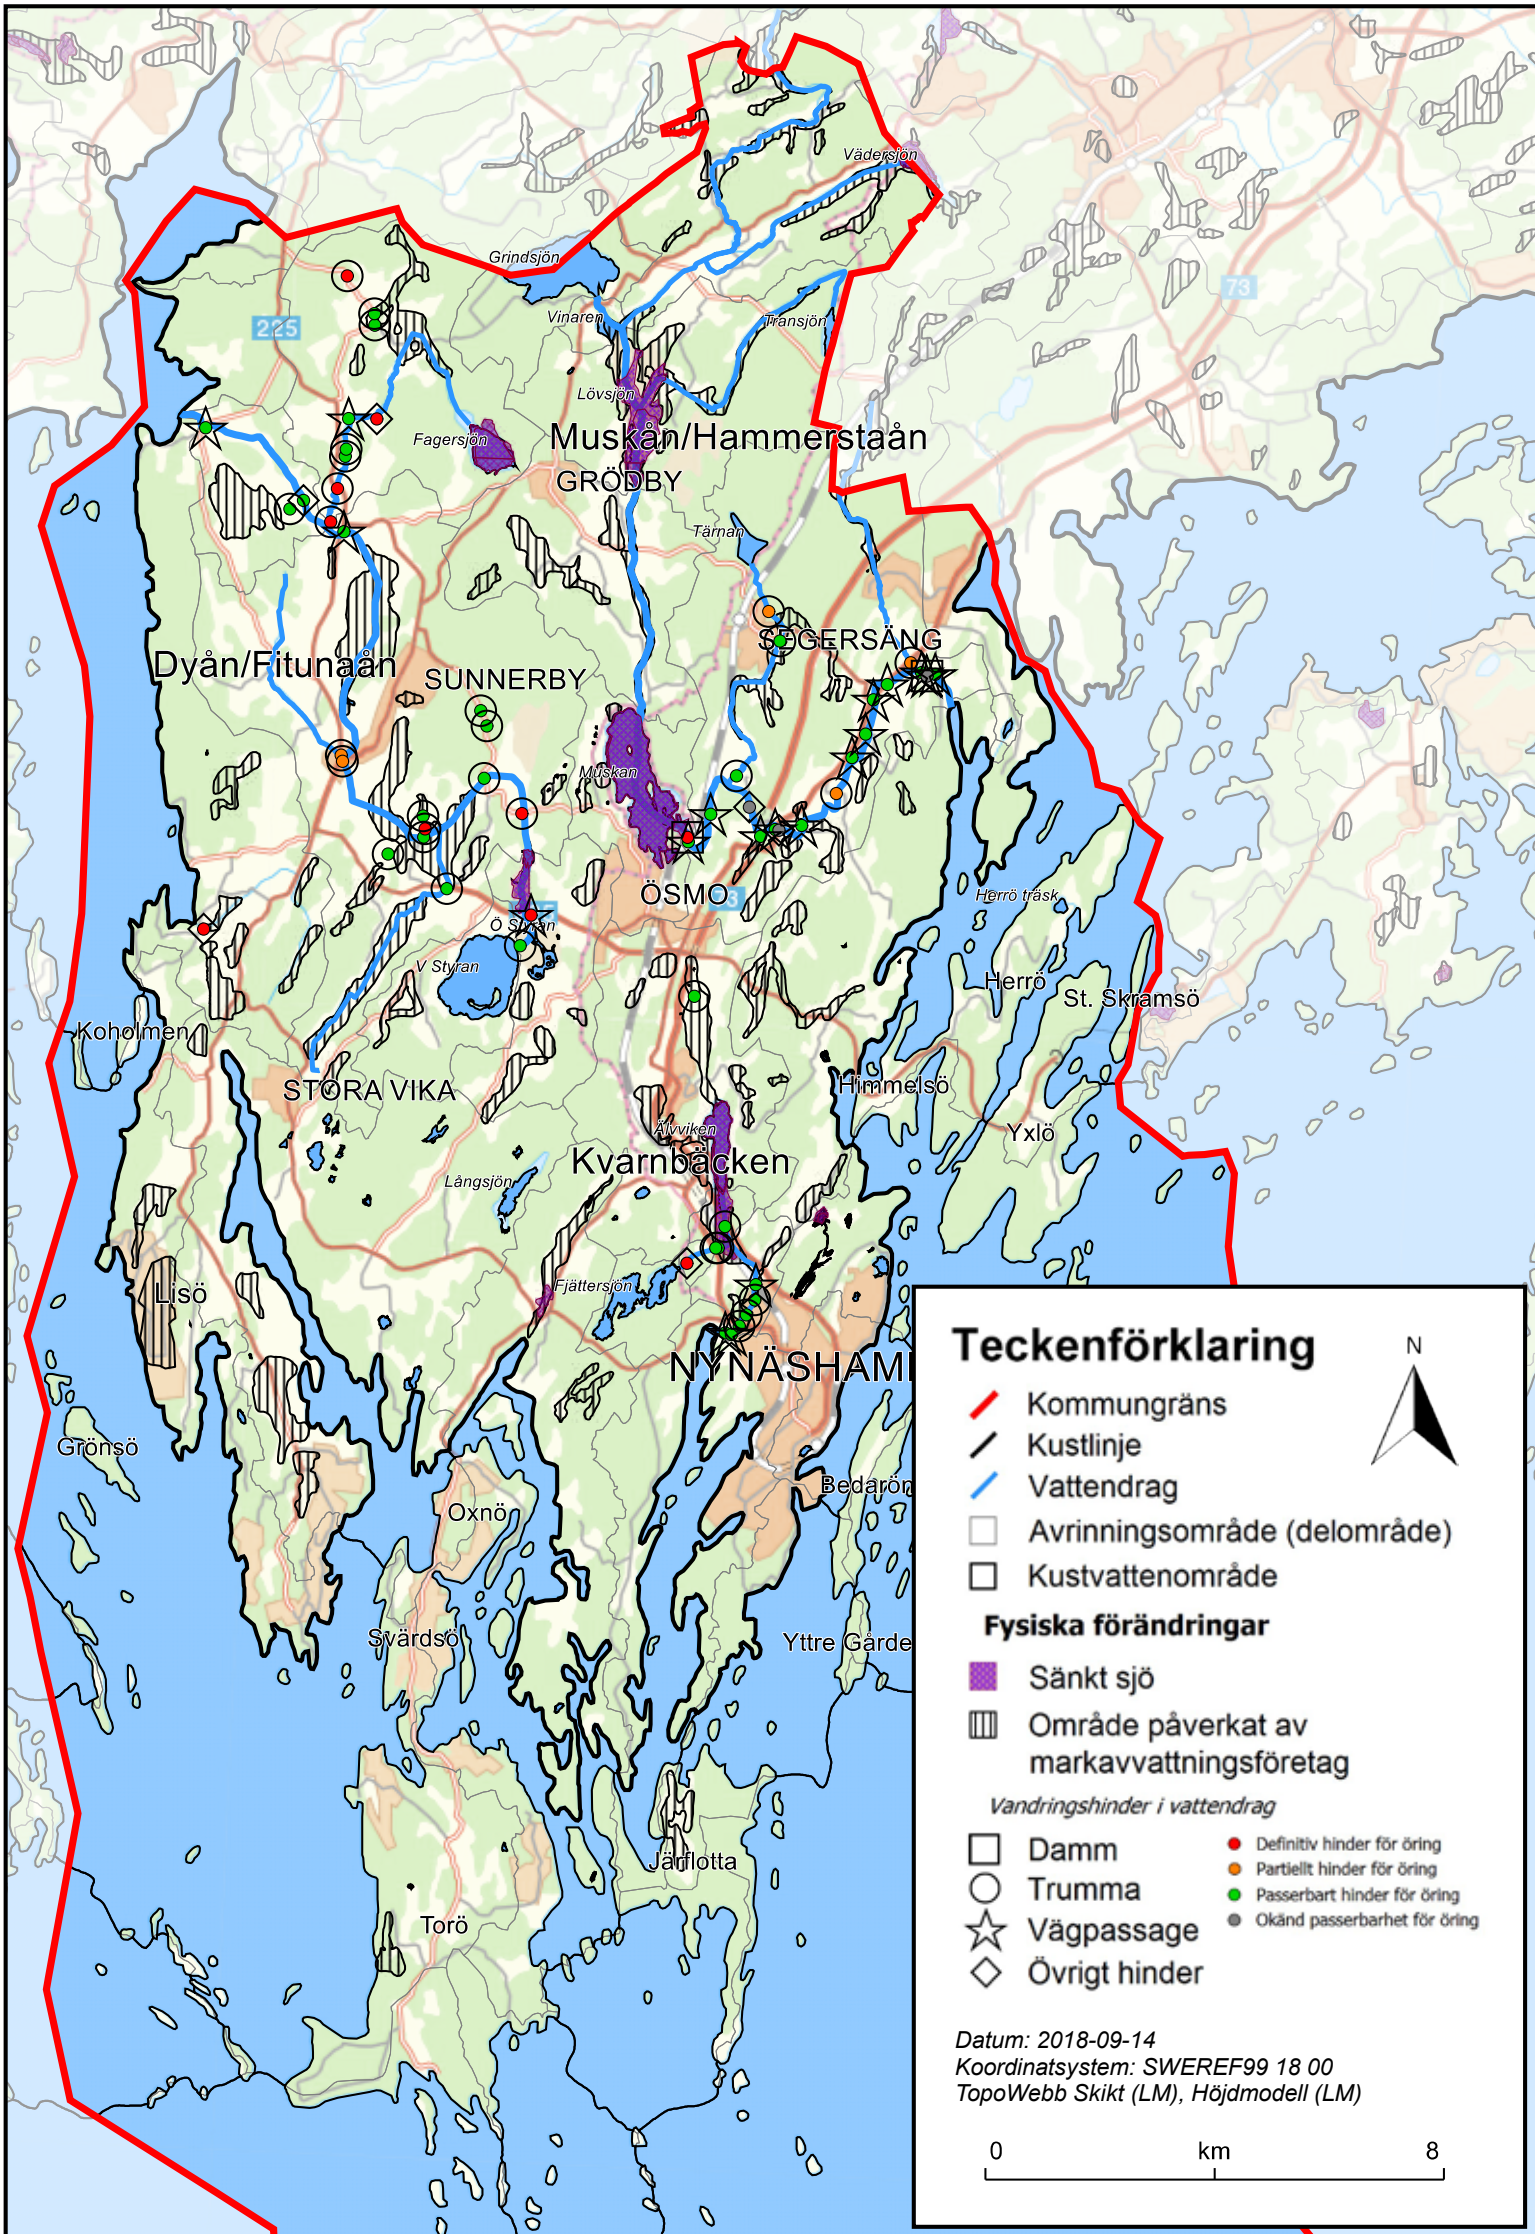 Vädersjön
Grindsjön
73
Vinaren
Transjön
225
Lövsjön
Fagersjön
Muskån/Hammerstaån
GRÖDBY
Tärnan
SEGERSÄNG
Dyån/Fitunaån
SUNNERBY
Muskan
ÖSMO
Herrö träsk
Ö Styran
V Styran
Herrö
St. Skramsö
Koholmen
STORA VIKA
Himmelsö
Älvviken
Yxlö
Kvarnbäcken
Långsjön
Lisö
Fjättersjön
NYNÄSHAM
Grönsö
Bedarön
Oxnö
Svärdsö
Yttre Gårde
Järflotta
Torö
Teckenförklaring
N
Kommungräns
Kustlinje
Vattendrag
Avrinningsområde (delområde)
Kustvattenområde
Fysiska förändringar
Sänkt sjö
Område påverkat av
markavvattningsföretag
Vandringshinder i vattendrag
Damm
Trumma
Vägpassage
Övrigt hinder
Definitiv hinder för öring
Partiellt hinder för öring
Passerbart hinder för öring
Okänd passerbarhet för öring
Datum: 2018-09-14
Koordinatsystem: SWEREF99 18 00
TopoWebb Skikt (LM), Höjdmodell (LM)
0 km 8